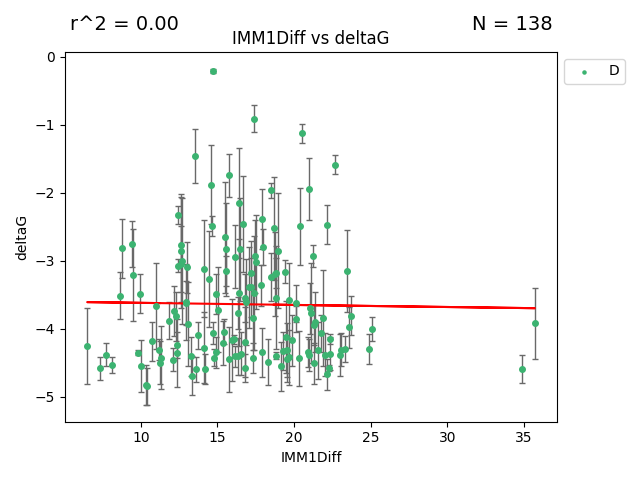 r^2 = 0.00
N = 138
IMM1Diff vs deltaG
D
0
−1
−2
−3
−4
−5
deltaG
10
15
20
25
30
35
IMM1Diff